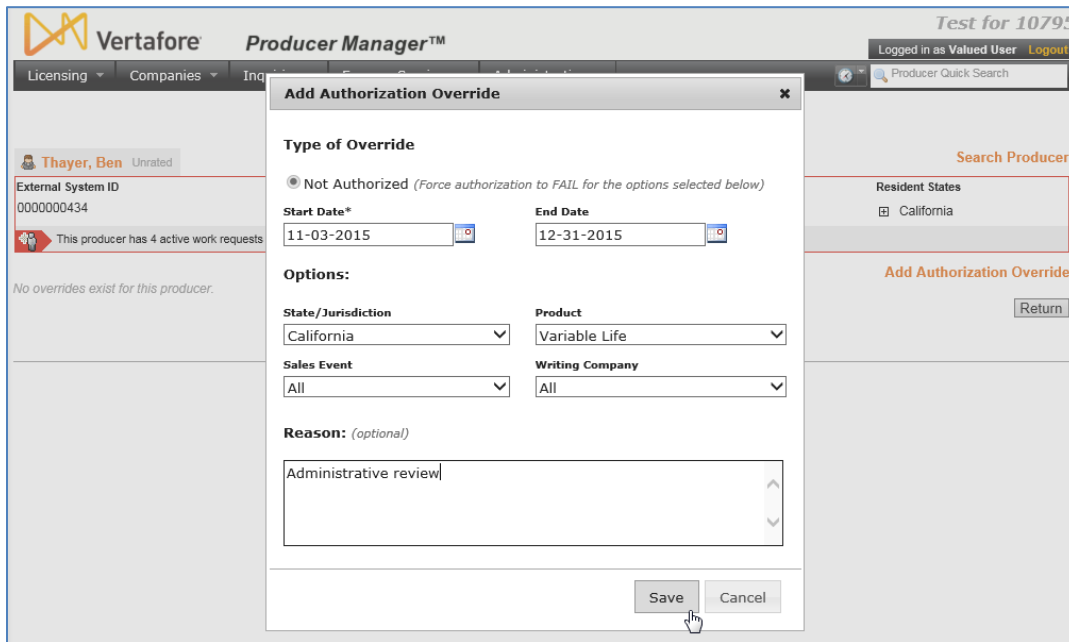 Test for 10795
Vertafore
Producer Manager™
Logged in as Valued User Logout
Licensing Companies
Producer Quick Search
Add Authorization Override
Type of Override
Thayer, Ben Unrated
Search Producer
External System ID
Not Authorized (Force authorization to FAIL for the options selected below)
Resident States
0000000434
Start Date* End Date
California
11-03-2015 12-31-2015
This producer has 4 active work requests
Options:
Add Authorization Override
No overrides exist for this producer.
Return
State/Jurisdiction Product
California Variable Life
Sales Event Writing Company
All All
Reason: (optional)
Administrative review
Save Cancel